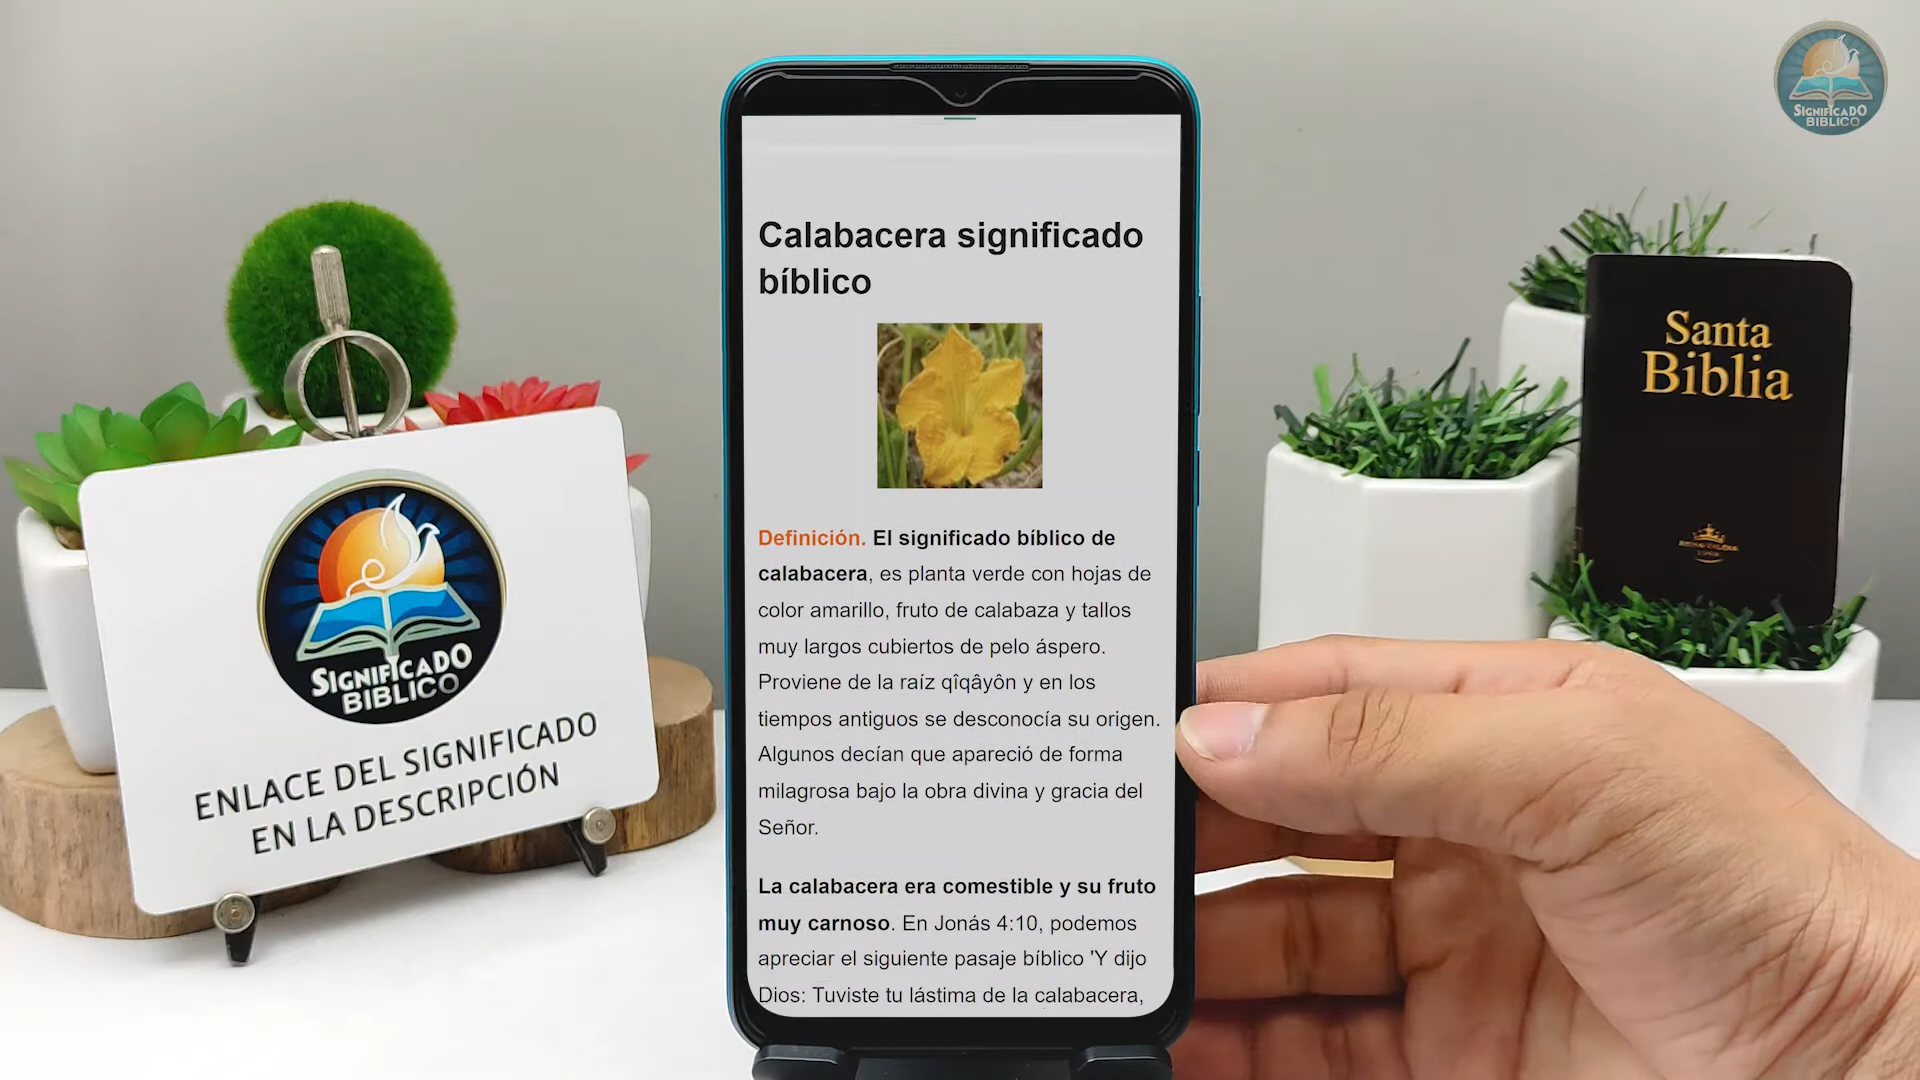 SIGNIFICADO
BIBLICO
Calabacera significado
bíblico
Definición. El significado bíblico de
calabacera, es planta verde con hojas de
color amarillo, fruto de calabaza y tallos
muy largos cubiertos de pelo áspero.
Proviene de la raíz qîqâyôn y en los
tiempos antiguos se desconocía su origen.
Algunos decían que apareció de forma
milagrosa bajo la obra divina y gracia del
Señor.
La calabacera era comestible y su fruto
muy carnoso. En Jonás 4:10, podemos
apreciar el siguiente pasaje bíblico 'Y dijo
Dios: Tuviste tu lástima de la calabacera,
SIGNIFICADO
BIBLICO
ENLACE DEL SIGNIFICADO
EN LA DESCRIPCIÓN
Santa
Biblia